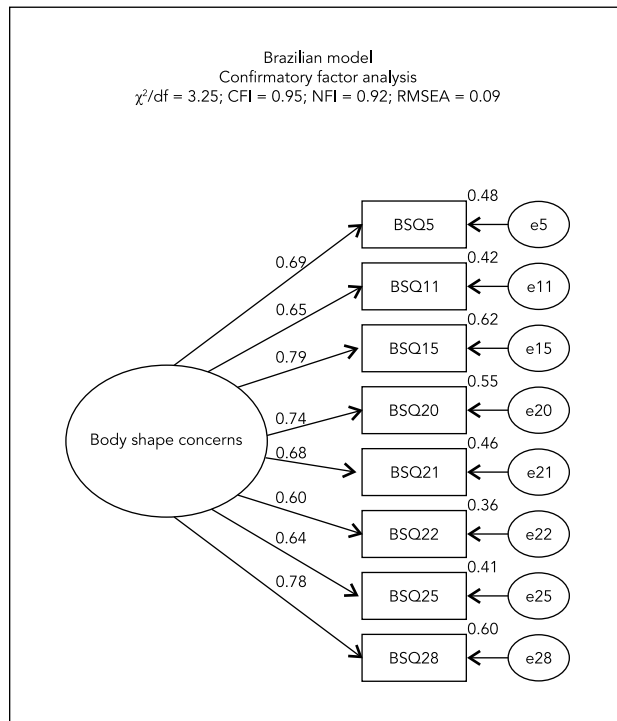 Brazilian model
Confirmatory factor analysis
χ²/df = 3.25; CFI = 0.95; NFI = 0.92; RMSEA = 0.09
0.48
BSQ5
e5
0.69
0.42
BSQ11
e11
0.65
0.62
BSQ15
e15
0.79
0.55
BSQ20
e20
0.74
Body shape concerns
0.68
0.46
BSQ21
e21
0.60
0.36
BSQ22
e22
0.64
0.41
BSQ25
e25
0.78
0.60
BSQ28
e28